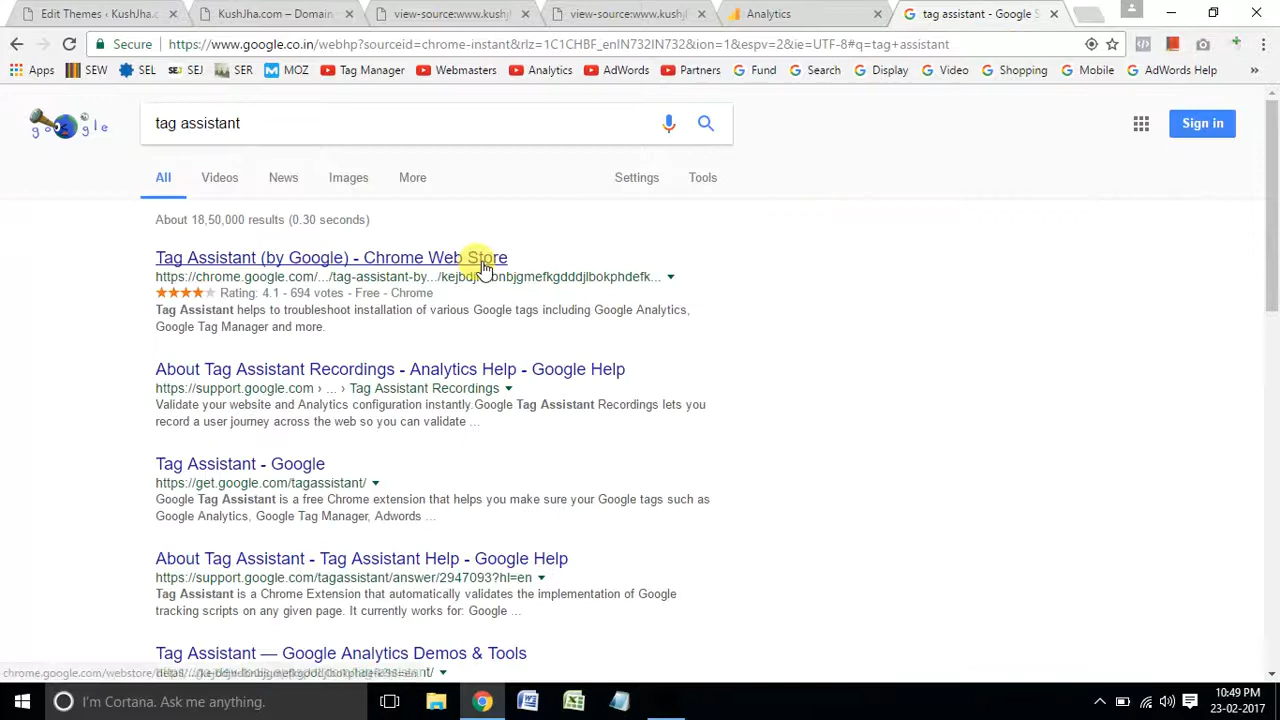 Edit Themes ‹ KushJha.c
KushJha.com – Domain
view-source:www.kushj
view-source:www.kushjl
Analytics
tag assistant - Google S
Secure
https://www.google.co.in/webhp?sourceid=chrome-instant&rlz=1C1CHBF_enIN732IN732&ion=1&espv=2&ie=UTF-8#q=tag+assistant
Apps
SEW
SEL
SEJ
SER
MOZ
Tag Manager
Webmasters
Analytics
AdWords
Partners
Fund
Search
Display
Video
Shopping
Mobile
AdWords Help
»
google
tag assistant
Sign in
All
Videos
News
Images
More
Settings
Tools
About 18,50,000 results (0.30 seconds)
Tag Assistant (by Google) - Chrome Web Store
https://chrome.google.com/.../tag-assistant-by.../
Rating: 4.1 - 694 votes - Free - Chrome
Tag Assistant helps to troubleshoot installation of various Google tags including Google Analytics,
Google Tag Manager and more.
About Tag Assistant Recordings - Analytics Help - Google Help
https://support.google.com › ... › Tag Assistant Recordings
Validate your website and Analytics configuration instantly.Google Tag Assistant Recordings lets you
record a user journey across the web so you can validate ...
Tag Assistant - Google
https://get.google.com/tagassistant/
Google Tag Assistant is a free Chrome extension that helps you make sure your Google tags such as
Google Analytics, Google Tag Manager, Adwords ...
About Tag Assistant - Tag Assistant Help - Google Help
https://support.google.com/tagassistant/answer/2947093?hl=en
Tag Assistant is a Chrome Extension that automatically validates the implementation of Google
tracking scripts on any given page. It currently works for: Google ...
Tag Assistant — Google Analytics Demos & Tools
I'm Cortana. Ask me anything.
10:49 PM
23-02-2017